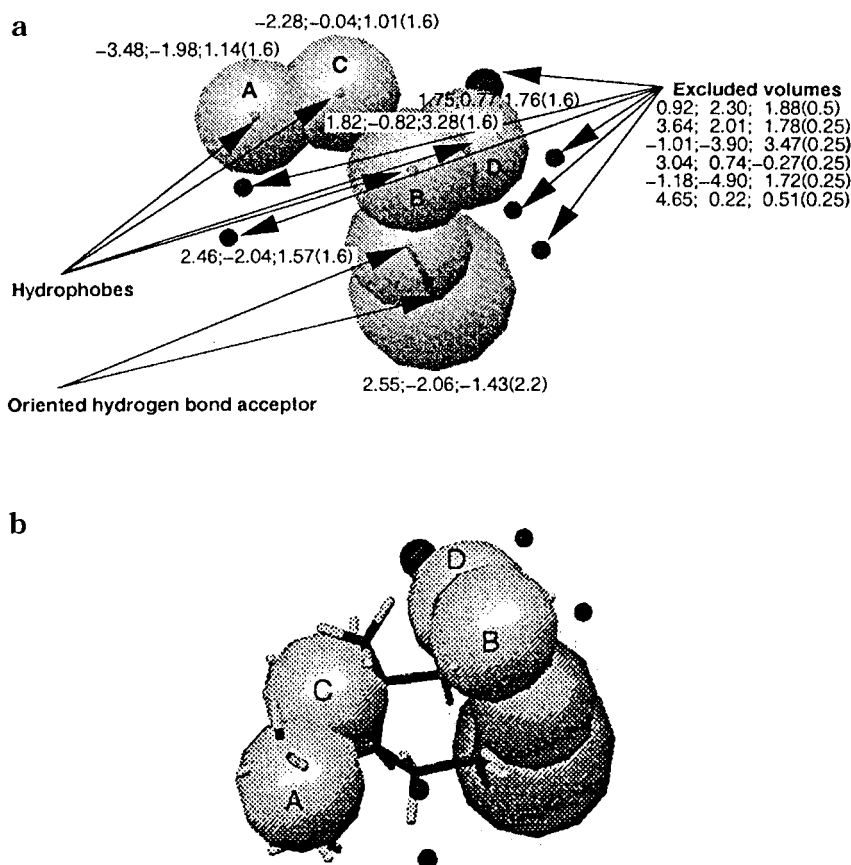 a
-2.28;-0.04;1.01(1.6)
-3.48;-1.98;1.14(1.6)
C
A
1.75;0.77;1.76(1.6)
1.82;-0.82;3.28(1.6)
D
B
Excluded volumes
0.92; 2.30; 1.88(0.5)
3.64; 2.01; 1.78(0.25)
-1.01;-3.90; 3.47(0.25)
3.04; 0.74;-0.27(0.25)
-1.18;-4.90; 1.72(0.25)
4.65; 0.22; 0.51(0.25)
2.46;-2.04;1.57(1.6)
Hydrophobes
2.55;-2.06;-1.43(2.2)
Oriented hydrogen bond acceptor
b
D
B
C
A